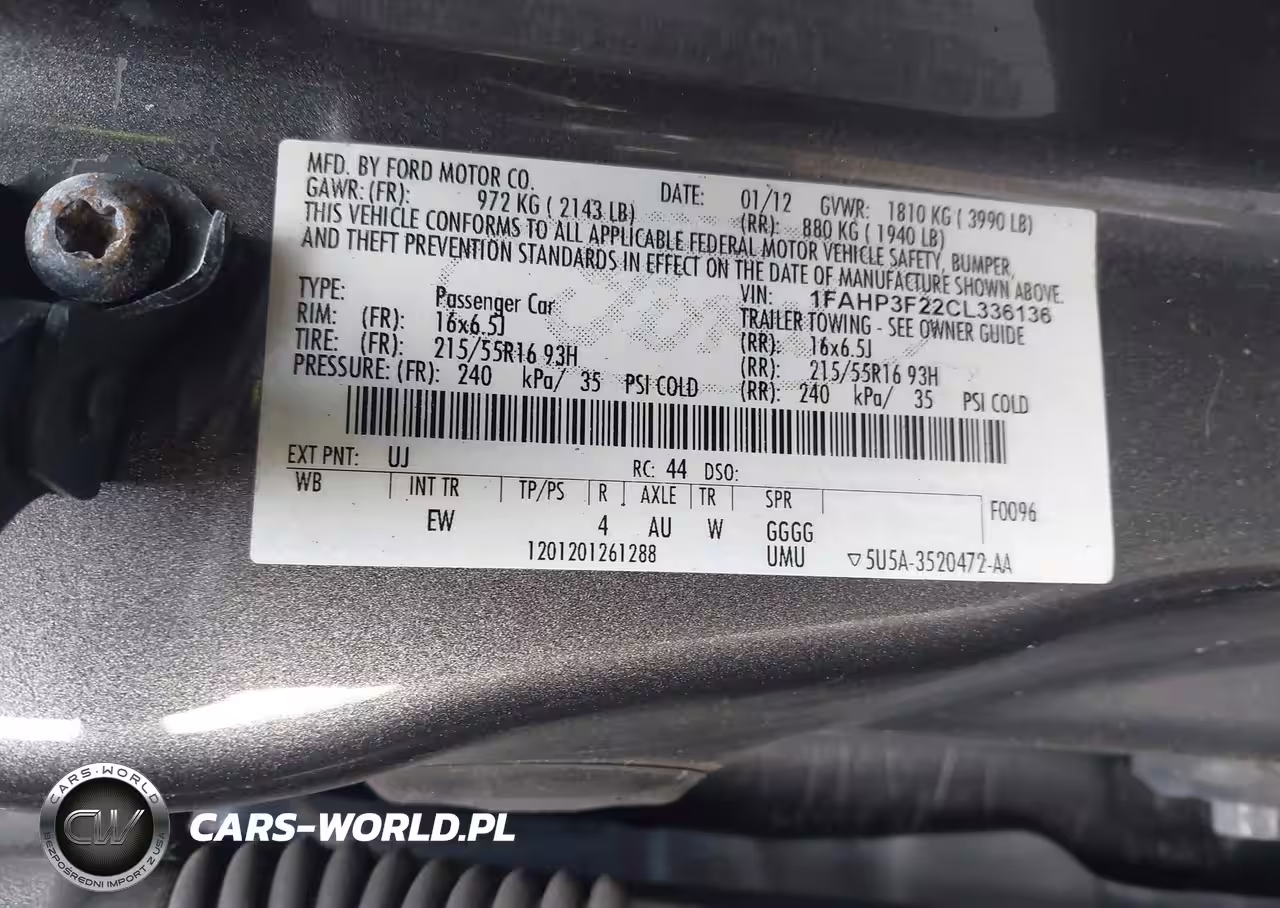 MFD. BY FORD MOTOR CO. DATE: 01/12 GVWR: 1810 KG ( 3990 LB)
GAWR: (FR): 972 KG ( 2143 LB) (RR): 880 KG ( 1940 LB)
THIS VEHICLE CONFORMS TO ALL APPLICABLE FEDERAL MOTOR VEHICLE SAFETY, BUMPER,
AND THEFT PREVENTION STANDARDS IN EFFECT ON THE DATE OF MANUFACTURE SHOWN ABOVE.
VIN: 1FAHP3F22CL336136
TYPE: Passenger Car TRAILER TOWING - SEE OWNER GUIDE
RIM: (FR): 16x6.5J (RR): 16x6.5J
TIRE: (FR): 215/55R16 93H (RR): 215/55R16 93H
PRESSURE: (FR): 240 kPa/ 35 PSI COLD (RR): 240 kPa/ 35 PSI COLD
EXT PNT: UJ RC: 44 DSO:
WB INT TR TP/PS R AXLE TR SPR F0096
EW 4 AU W GGGG
1201201261288 UMU ▽5U5A-3520472-AA
CARS-WORLD
CW
BEZPOŚREDNI IMPORT Z USA
CARS-WORLD.PL